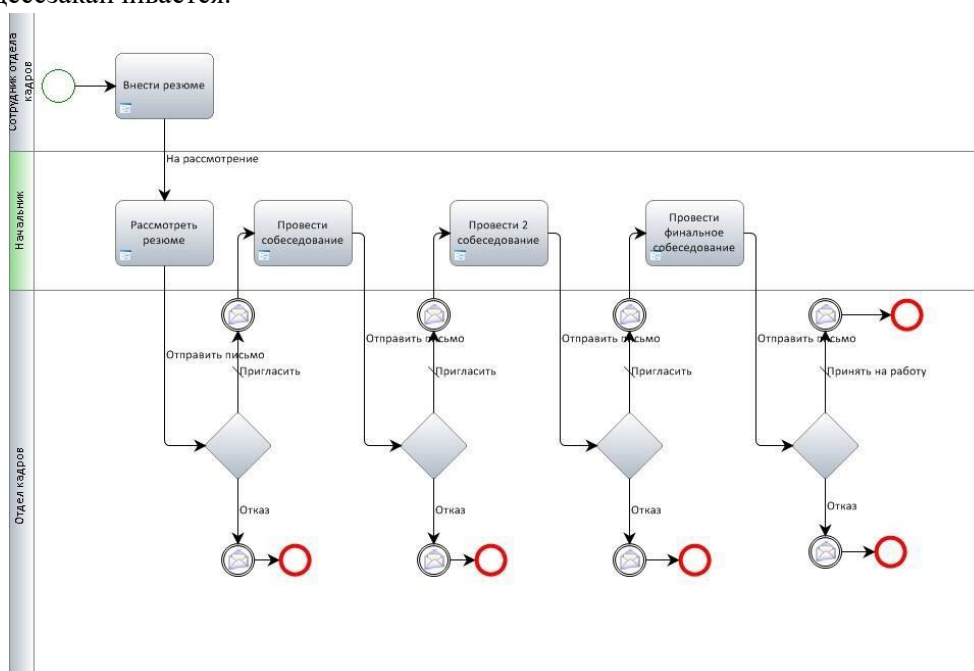 Сотрудник отдела
кадров
Внести резюме
На рассмотрение
Начальник
Рассмотреть
резюме
Провести
собеседование
Провести 2
собеседование
Провести
финальное
собеседование
Отдел кадров
Отправить письмо
Отправить письмо
Отправить письмо
Отправить письмо
Пригласить
Пригласить
Пригласить
Принять на работу
Отказ
Отказ
Отказ
Отказ